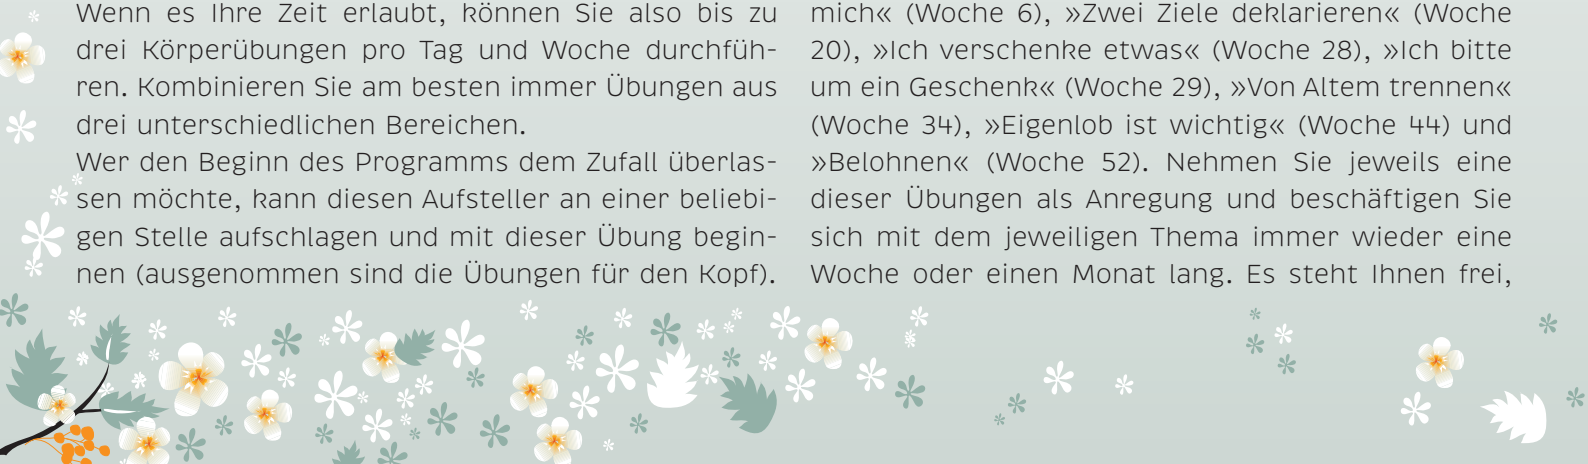 Wenn es Ihre Zeit erlaubt, können Sie also bis zu
drei Körperübungen pro Tag und Woche durchfüh-
ren. Kombinieren Sie am besten immer Übungen aus
drei unterschiedlichen Bereichen.
Wer den Beginn des Programms dem Zufall überlas-
sen möchte, kann diesen Aufsteller an einer beliebi-
gen Stelle aufschlagen und mit dieser Übung begin-
nen (ausgenommen sind die Übungen für den Kopf).
mich« (Woche 6), »Zwei Ziele deklarieren« (Woche
20), »Ich verschenke etwas« (Woche 28), »Ich bitte
um ein Geschenk« (Woche 29), »Von Altem trennen«
(Woche 34), »Eigenlob ist wichtig« (Woche 44) und
»Belohnen« (Woche 52). Nehmen Sie jeweils eine
dieser Übungen als Anregung und beschäftigen Sie
sich mit dem jeweiligen Thema immer wieder eine
Woche oder einen Monat lang. Es steht Ihnen frei,